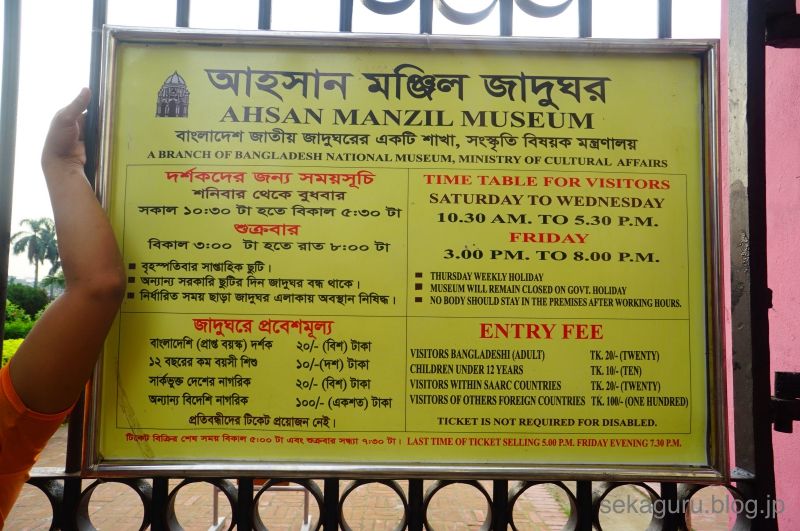 আহসান মঞ্জিল জাদুঘর
AHSAN MANZIL MUSEUM
বাংলাদেশ জাতীয় জাদুঘরের একটি শাখা, সংস্কৃতি বিষয়ক মন্ত্রণালয়
A BRANCH OF BANGLADESH NATIONAL MUSEUM, MINISTRY OF CULTURAL AFFAIRS
দর্শকদের জন্য সময়সূচি
শনিবার থেকে বুধবার
সকাল ১০:৩০ টা হতে বিকাল ৫:৩০ টা
শুক্রবার
বিকাল ৩:০০ টা হতে রাত ৮:০০ টা
■ বৃহস্পতিবার সাপ্তাহিক ছুটি।
■ অন্যান্য সরকারি ছুটির দিন জাদুঘর বন্ধ থাকে।
■ নির্ধারিত সময় ছাড়া জাদুঘর এলাকায় অবস্থান নিষিদ্ধ।
TIME TABLE FOR VISITORS
SATURDAY TO WEDNESDAY
10.30 AM. TO 5.30 P.M.
FRIDAY
3.00 PM. TO 8.00 P.M.
■ THURSDAY WEEKLY HOLIDAY
■ MUSEUM WILL REMAIN CLOSED ON GOVT. HOLIDAY
■ NO BODY SHOULD STAY IN THE PREMISES AFTER WORKING HOURS.
জাদুঘরে প্রবেশমূল্য
বাংলাদেশি (প্রাপ্ত বয়স্ক) দর্শক ২০/- (বিশ) টাকা
১২ বছরের কম বয়সী শিশু ১০/-(দশ) টাকা
সার্কভুক্ত দেশের নাগরিক ২০/- (বিশ) টাকা
অন্যান্য বিদেশি নাগরিক ১০০/- (একশত) টাকা
প্রতিবন্ধীদের টিকেট প্রয়োজন নেই।
ENTRY FEE
VISITORS BANGLADESHI (ADULT) TK. 20/- (TWENTY)
CHILDREN UNDER 12 YEARS TK. 10/- (TEN)
VISITORS WITHIN SAARC COUNTRIES TK. 20/- (TWENTY)
VISITORS OF OTHERS FOREIGN COUNTRIES TK. 100/- (ONE HUNDRED)
TICKET IS NOT REQUIRED FOR DISABLED.
টিকেট বিক্রির শেষ সময় বিকাল ৫:০০ টা এবং শুক্রবার সন্ধ্যা ৭:৩০ টা। LAST TIME OF TICKET SELLING 5.00 P.M. FRIDAY EVENING 7.30 P.M.
sekaguru.blog.jp